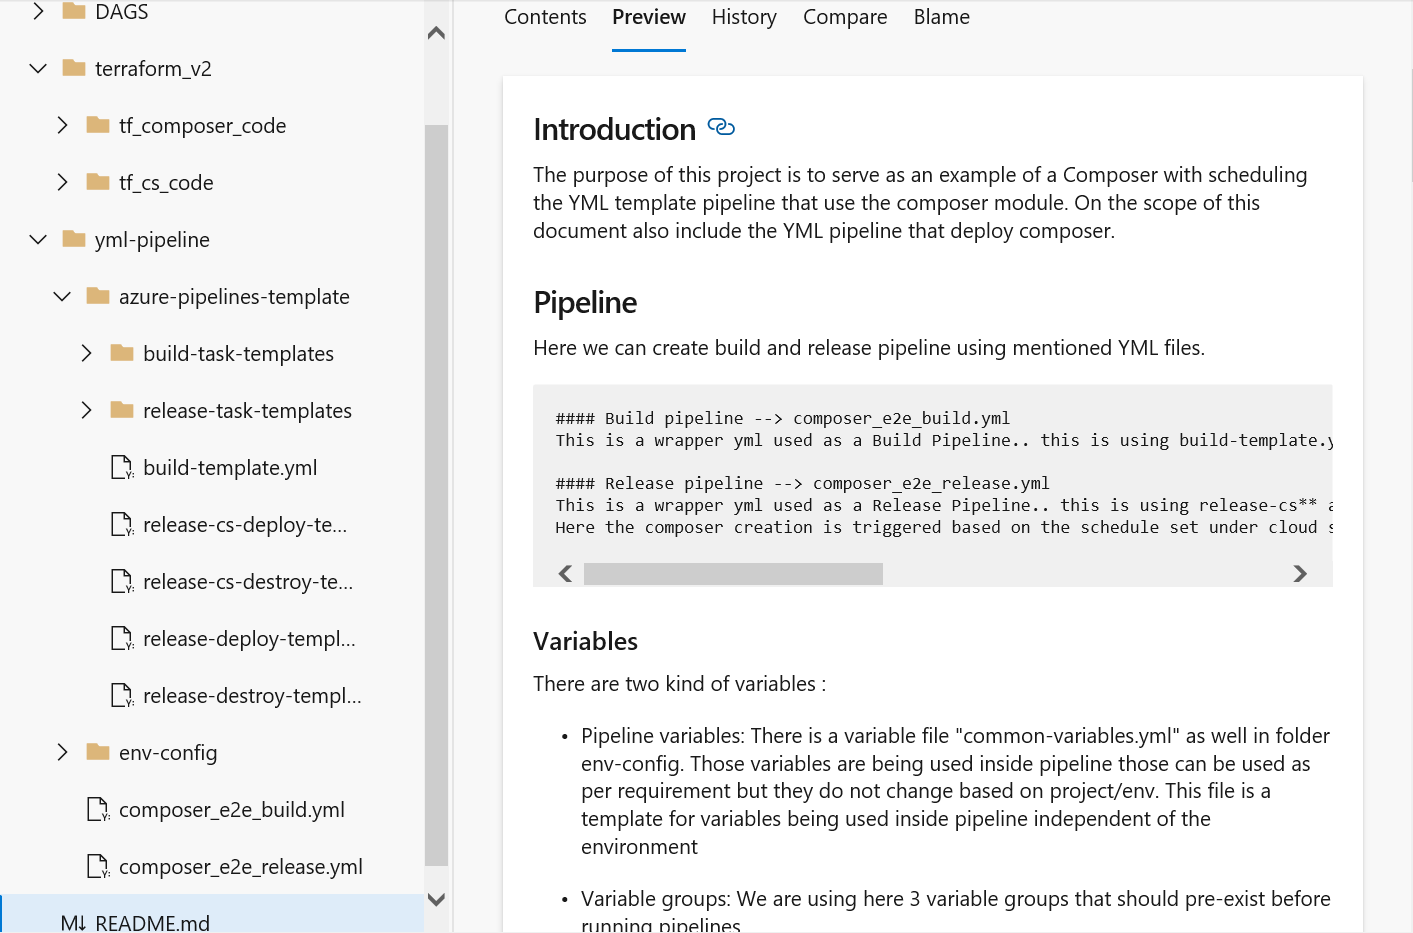 DAGS
terraform_v2
tf_composer_code
tf_cs_code
yml-pipeline
azure-pipelines-template
build-task-templates
release-task-templates
build-template.yml
release-cs-deploy-te...
release-cs-destroy-te...
release-deploy-templ...
release-destroy-templ...
env-config
composer_e2e_build.yml
composer_e2e_release.yml
M↓ README.md
Contents Preview History Compare Blame
Introduction
The purpose of this project is to serve as an example of a Composer with scheduling
the YML template pipeline that use the composer module. On the scope of this
document also include the YML pipeline that deploy composer.
Pipeline
Here we can create build and release pipeline using mentioned YML files.
#### Build pipeline --> composer_e2e_build.yml
This is a wrapper yml used as a Build Pipeline.. this is using build-template.y
#### Release pipeline --> composer_e2e_release.yml
This is a wrapper yml used as a Release Pipeline.. this is using release-cs** a
Here the composer creation is triggered based on the schedule set under cloud s
Variables
There are two kind of variables :
• Pipeline variables: There is a variable file "common-variables.yml" as well in folder
env-config. Those variables are being used inside pipeline those can be used as
per requirement but they do not change based on project/env. This file is a
template for variables being used inside pipeline independent of the
environment
• Variable groups: We are using here 3 variable groups that should pre-exist before
running pipelines